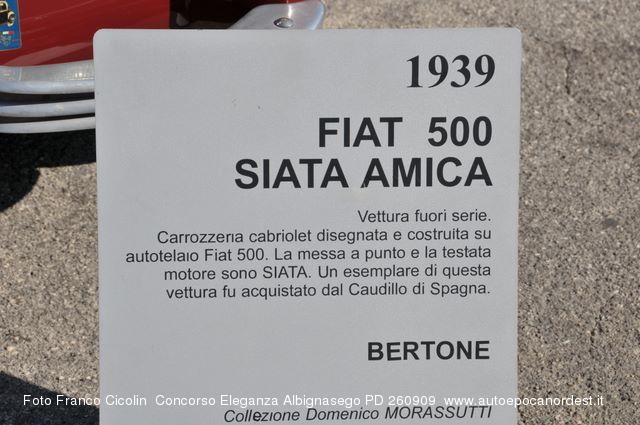 1939
FIAT 500
SIATA AMICA
Vettura fuori serie.
Carrozzeria cabriolet disegnata e costruita su
autotelaio Fiat 500. La messa a punto e la testata
motore sono SIATA. Un esemplare di questa
vettura fu acquistato dal Caudillo di Spagna.
BERTONE
Foto Franco Cicolin Concorso Eleganza Albignasego PD 260909 www.autoepocanordest.it
Collezione Domenico MORASSUTTI